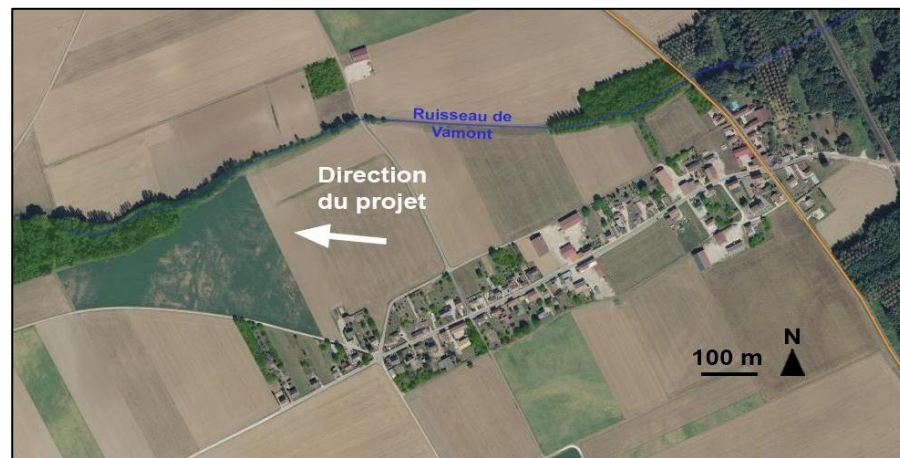 Ruisseau de
Vamont
Direction
du projet
N
100 m